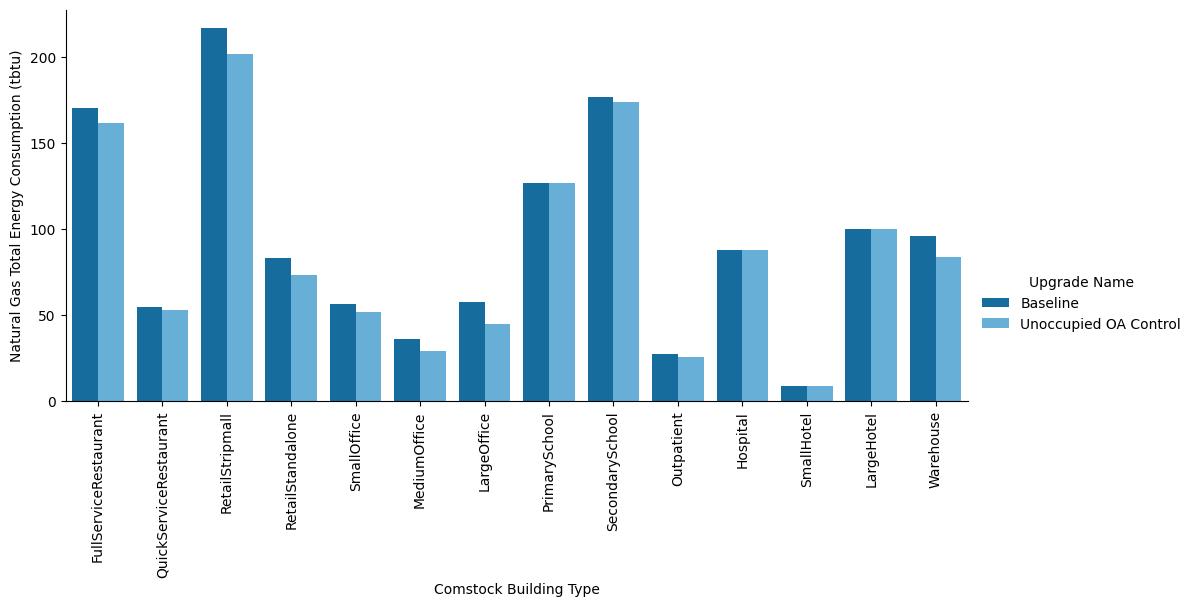 Natural Gas Total Energy Consumption (tbtu)
200
150
100
50
0
FullServiceRestaurant
QuickServiceRestaurant
RetailStripmall
RetailStandalone
SmallOffice
MediumOffice
LargeOffice
PrimarySchool
SecondarySchool
Outpatient
Hospital
SmallHotel
LargeHotel
Warehouse
Comstock Building Type
Upgrade Name
Baseline
Unoccupied OA Control